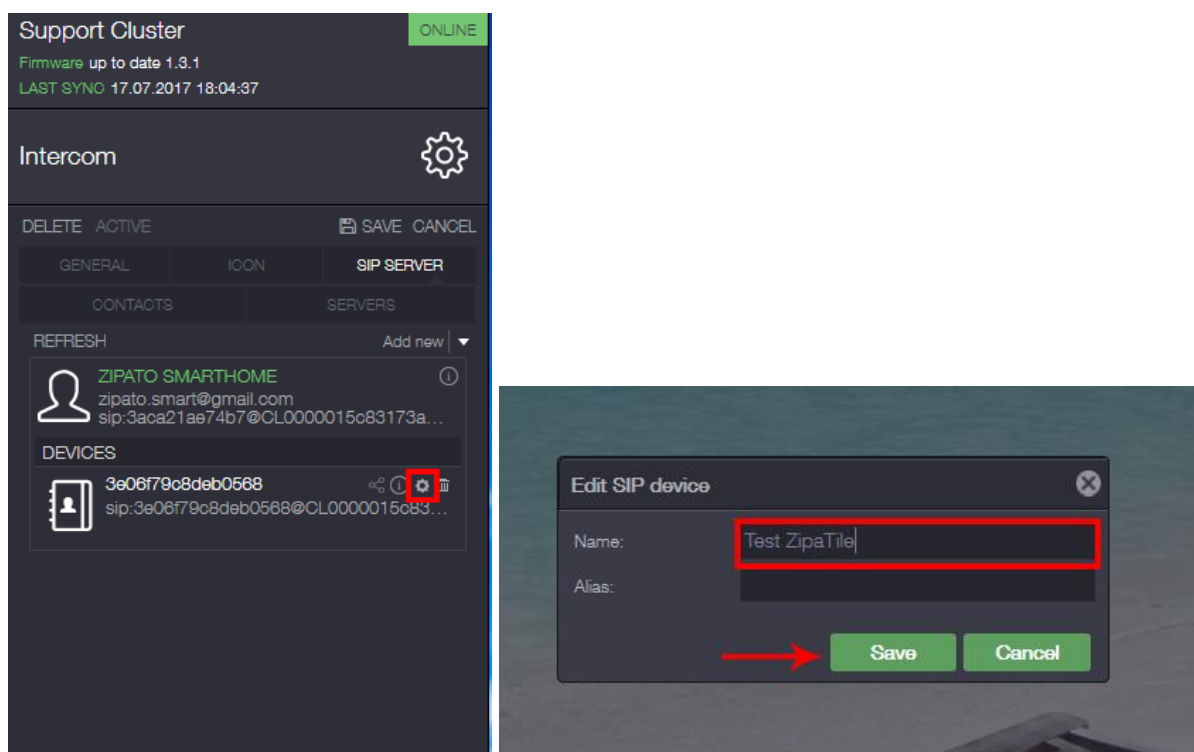 Support Cluster ONLINE
Firmware up to date 1.3.1
LAST SYNC 17.07.2017 18:04:37
Intercom
DELETE ACTIVE SAVE CANCEL
GENERAL ICON SIP SERVER
CONTACTS SERVERS
REFRESH Add new
ZIPATO SMARTHOME
zipato.smart@gmail.com
sip:3aca21ae74b7@CL0000015c83173a...
DEVICES
3e06f79c8deb0568
sip:3e06f79c8deb0568@CL0000015c83...
Edit SIP device
Name: Test ZipaTile
Alias:
Save Cancel